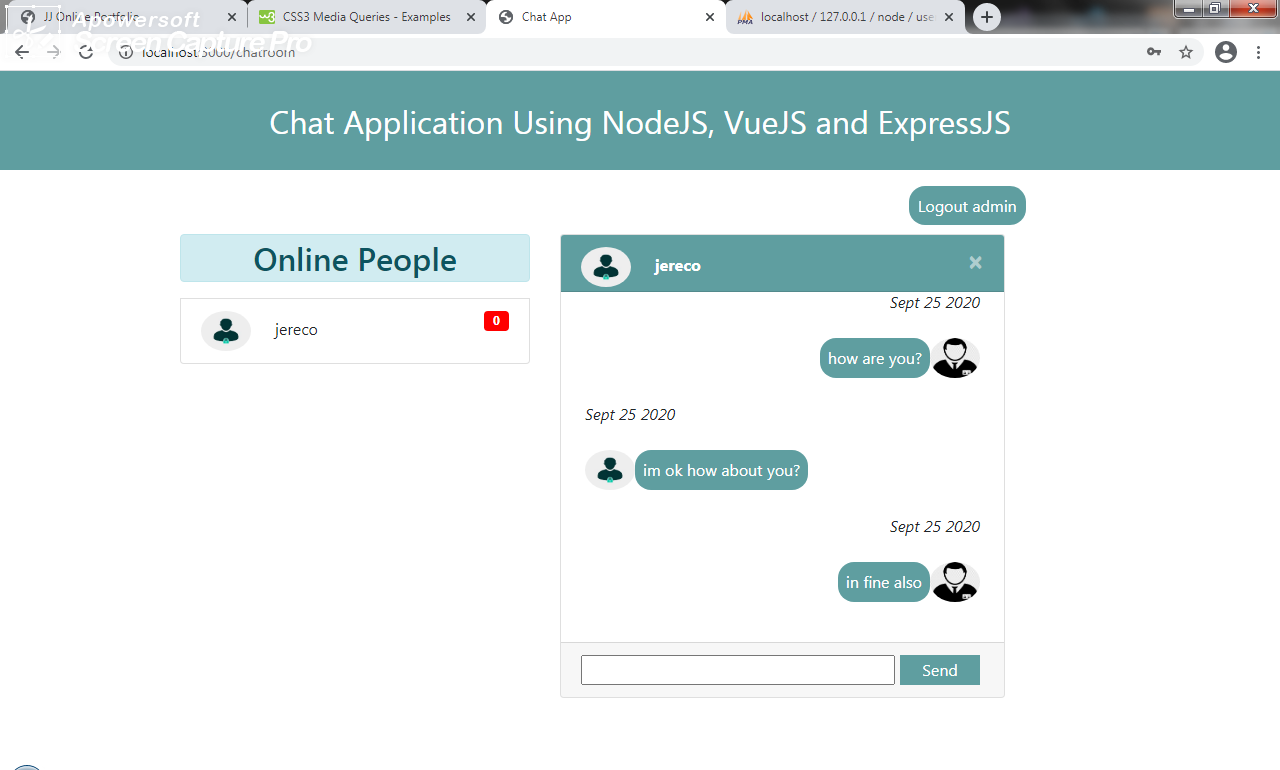 JJ Online Portfolio
CSS3 Media Queries - Examples
Chat App
localhost / 127.0.0.1 / node / use
Apowersoft
Screen Capture Pro
localhost:3000/chatroom
Chat Application Using NodeJS, VueJS and ExpressJS
Logout admin
Online People
jereco
0
jereco
×
Sept 25 2020
how are you?
Sept 25 2020
im ok how about you?
Sept 25 2020
in fine also
Send